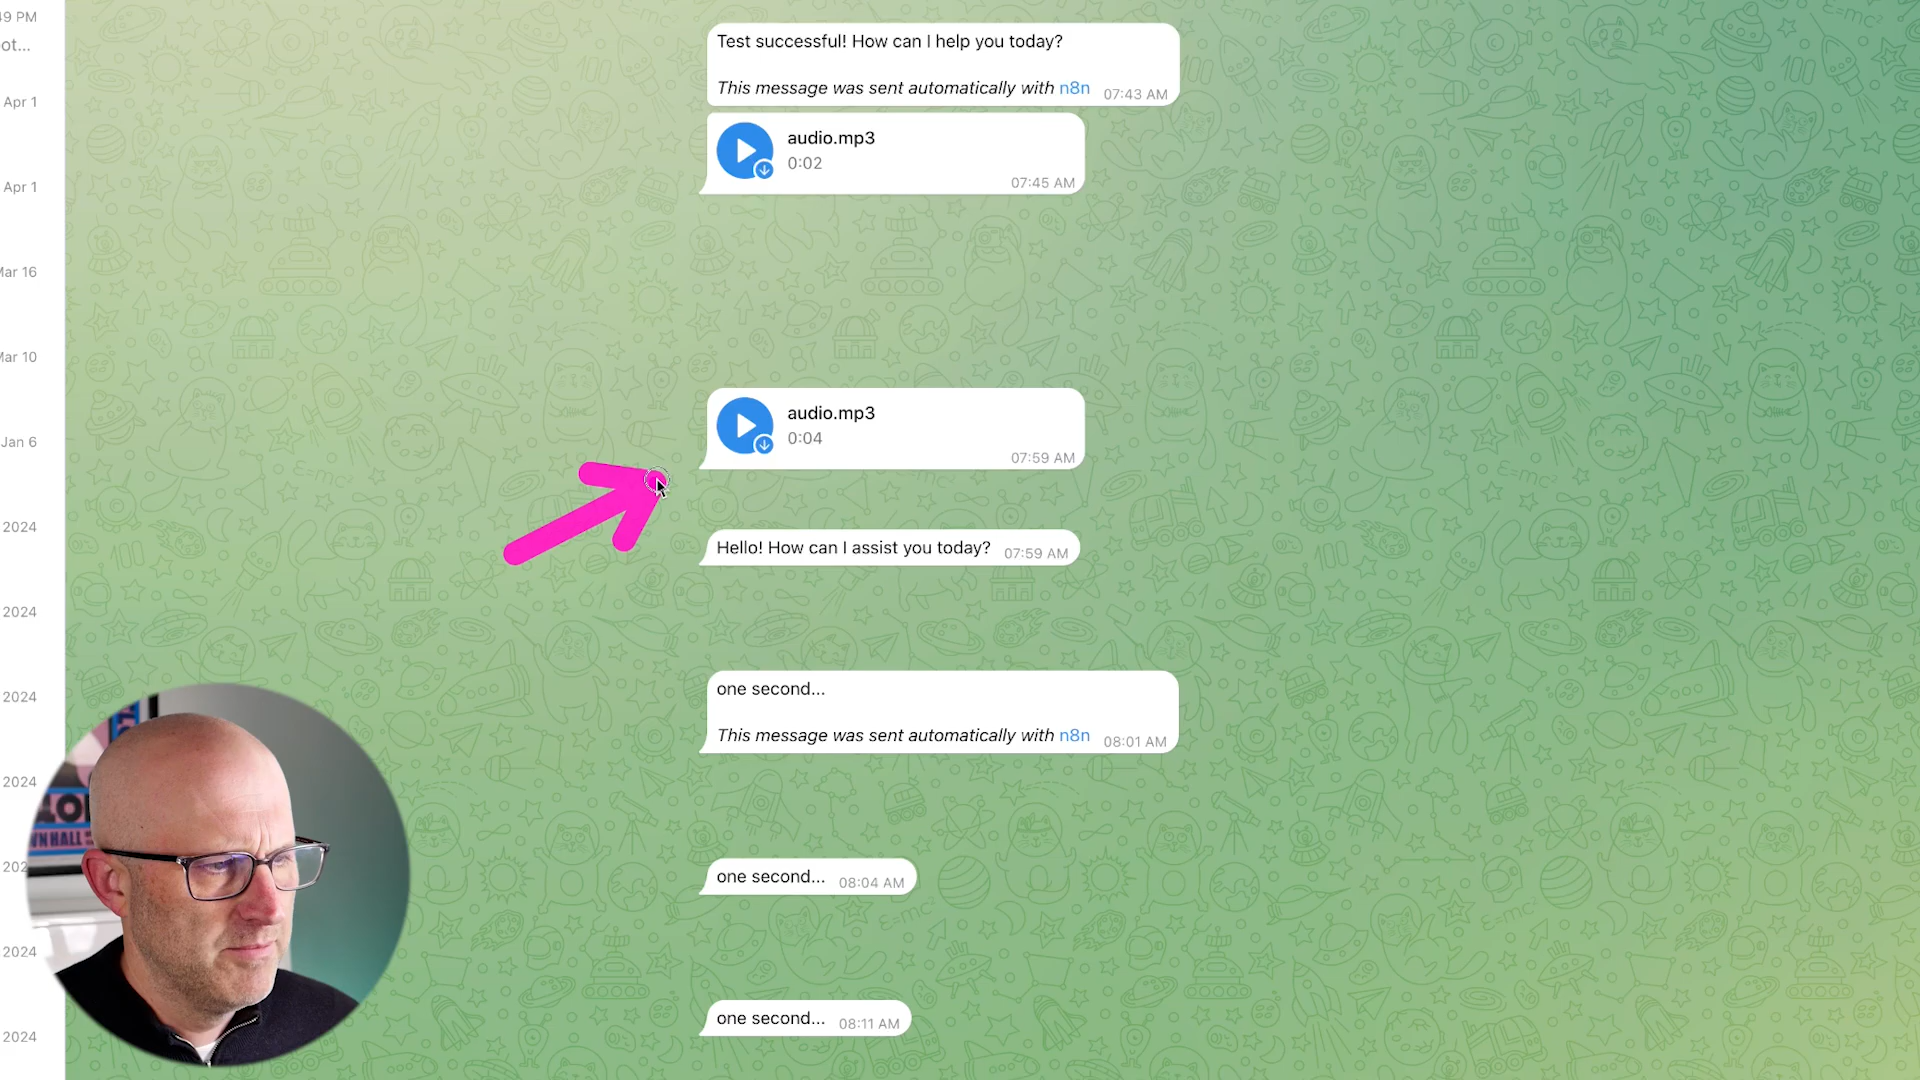 49 PM
ot...
Apr 1
Apr 1
Mar 16
Mar 10
Jan 6
2024
2024
2024
2024
202
2024
2024
Test successful! How can I help you today?
This message was sent automatically with n8n 07:43 AM
audio.mp3
0:02
07:45 AM
audio.mp3
0:04
07:59 AM
Hello! How can I assist you today? 07:59 AM
one second...
This message was sent automatically with n8n 08:01 AM
one second... 08:04 AM
one second... 08:11 AM